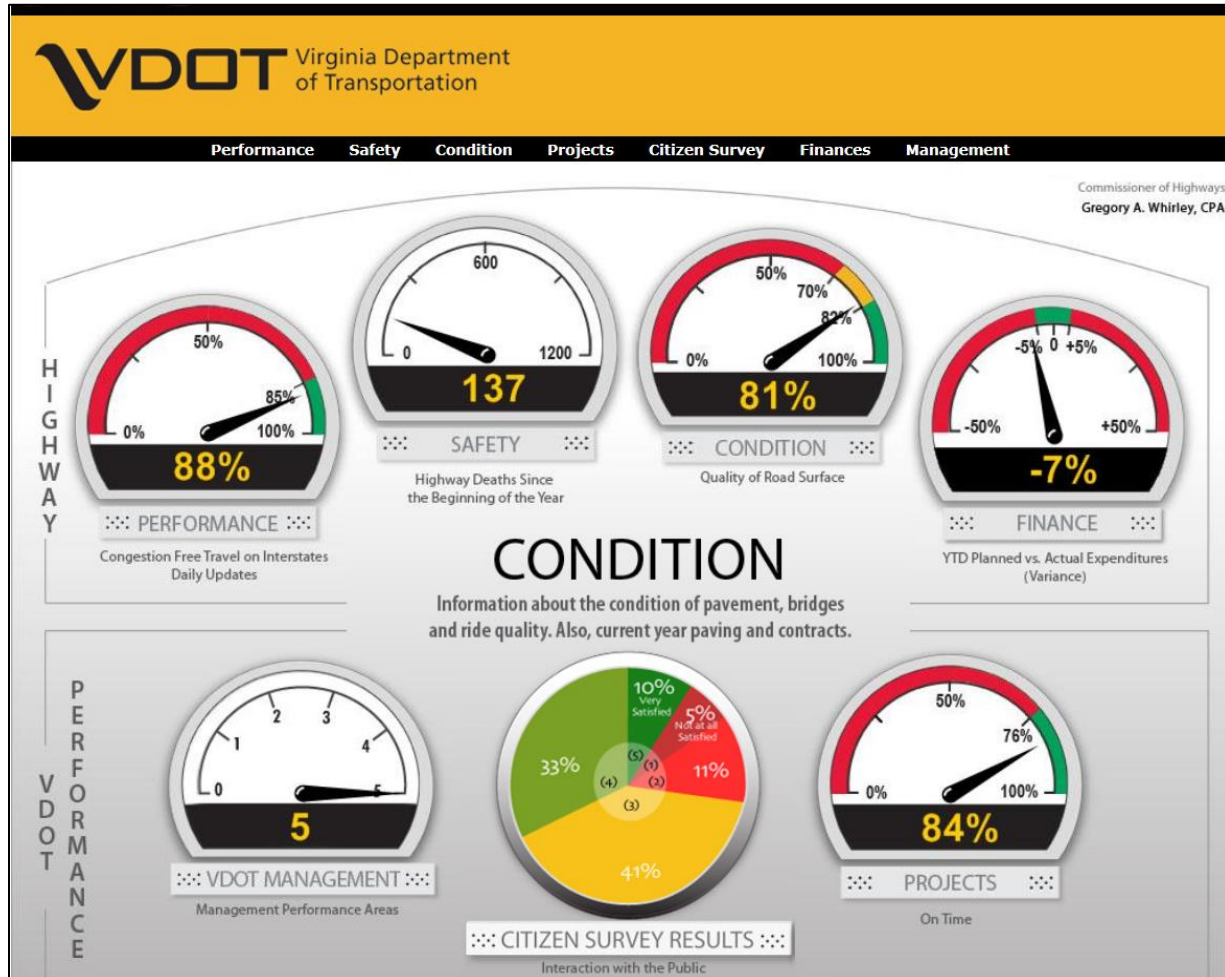 VDOT Virginia Department
of Transportation
Performance Safety Condition Projects Citizen Survey Finances Management
Commissioner of Highways
Gregory A. Whirley, CPA
HIGHWAY
0% 50% 85% 100%
88%
PERFORMANCE
Congestion Free Travel on Interstates
Daily Updates
0 600 1200
137
SAFETY
Highway Deaths Since
the Beginning of the Year
0% 50% 70% 82% 100%
81%
CONDITION
Quality of Road Surface
-50% -5% 0 +5% +50%
-7%
FINANCE
YTD Planned vs. Actual Expenditures
(Variance)
CONDITION
Information about the condition of pavement, bridges
and ride quality. Also, current year paving and contracts.
VDOT
PERFORMANCE
0 1 2 3 4 5
5
VDOT MANAGEMENT
Management Performance Areas
10%
Very
Satisfied
5%
Not at all
Satisfied
11%
33%
41%
(5)
(1)
(2)
(4)
(3)
CITIZEN SURVEY RESULTS
Interaction with the Public
0% 50% 76% 100%
84%
PROJECTS
On Time